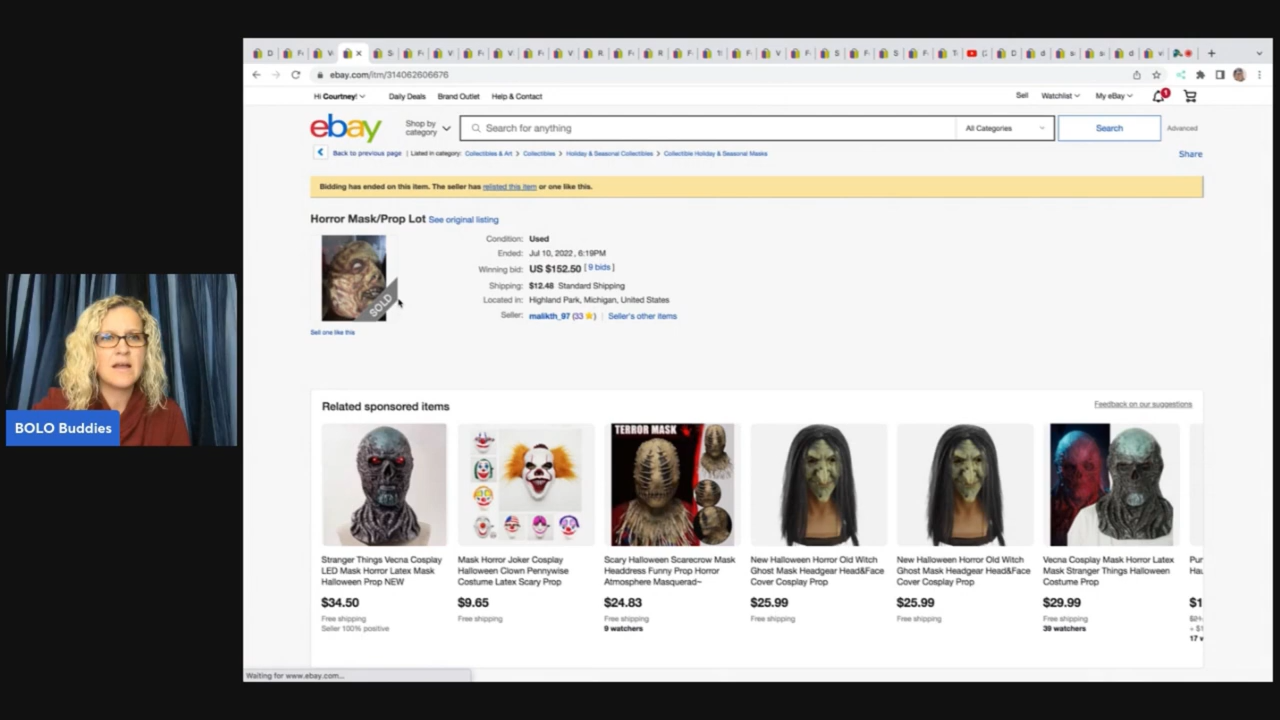 ebay.com/itm/314062606676
Hi Courtney!
Daily Deals
Brand Outlet
Help & Contact
Sell
Watchlist
My eBay
1
ebay
Shop by category
Search for anything
All Categories
Search
Advanced
Back to previous page
Listed in category: Collectibles & Art > Collectibles > Holiday & Seasonal Collectibles > Collectible Holiday & Seasonal Masks
Share
Bidding has ended on this item. The seller has relisted this item or one like this.
Horror Mask/Prop Lot See original listing
SOLD
Sell one like this
Condition: Used
Ended: Jul 10, 2022 , 6:19PM
Winning bid: US $152.50 [ 9 bids ]
Shipping: $12.48 Standard Shipping
Located in: Highland Park, Michigan, United States
Seller: malikth_97 (33 ) | Seller's other items
BOLO Buddies
Related sponsored items
Feedback on our suggestions
TERROR MASK
Stranger Things Vecna Cosplay
LED Mask Horror Latex Mask
Halloween Prop NEW
$34.50
Free shipping
Seller 100% positive
Mask Horror Joker Cosplay
Halloween Clown Pennywise
Costume Latex Scary Prop
$9.65
Free shipping
Scary Halloween Scarecrow Mask
Headdress Funny Prop Horror
Atmosphere Masquerad~
$24.83
Free shipping
9 watchers
New Halloween Horror Old Witch
Ghost Mask Headgear Head&Face
Cover Cosplay Prop
$25.99
Free shipping
New Halloween Horror Old Witch
Ghost Mask Headgear Head&Face
Cover Cosplay Prop
$25.99
Free shipping
Vecna Cosplay Mask Horror Latex
Mask Stranger Things Halloween
Costume Prop
$29.99
Free shipping
39 watchers
Waiting for www.ebay.com...